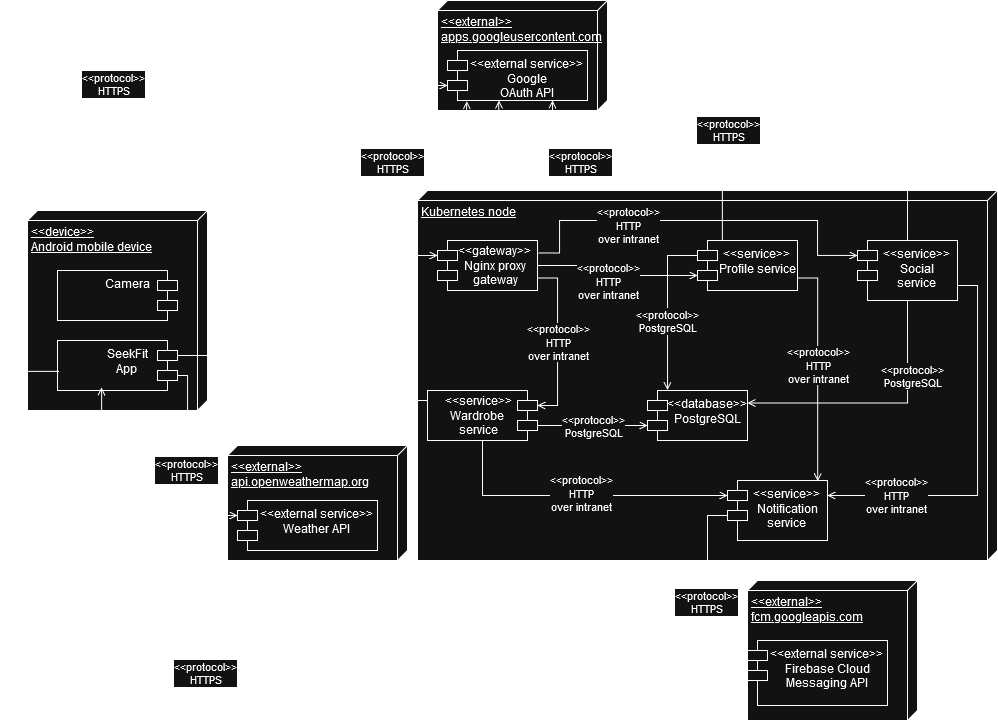 <<external>>
apps.googleusercontent.com
<<external service>>
Google
OAuth API
<<protocol>>
HTTPS
<<protocol>>
HTTPS
<<protocol>>
HTTPS
<<protocol>>
HTTPS
<<device>>
Android mobile device
Camera
SeekFit
App
Kubernetes node
<<protocol>>
HTTP
over intranet
<<gateway>>
Nginx proxy
gateway
<<protocol>>
HTTP
over intranet
<<service>>
Profile service
<<service>>
Social
service
<<protocol>>
HTTP
over intranet
<<protocol>>
PostgreSQL
<<protocol>>
HTTP
over intranet
<<protocol>>
PostgreSQL
<<service>>
Wardrobe
service
<<protocol>>
PostgreSQL
<<database>>
PostgreSQL
<<protocol>>
HTTP
over intranet
<<service>>
Notification
service
<<protocol>>
HTTP
over intranet
<<protocol>>
HTTPS
<<external>>
api.openweathermap.org
<<external service>>
Weather API
<<protocol>>
HTTPS
<<protocol>>
HTTPS
<<external>>
fcm.googleapis.com
<<external service>>
Firebase Cloud
Messaging API